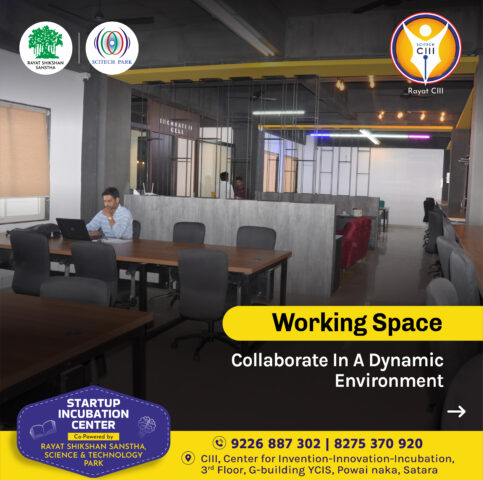 RAYAT SHIKSHAN
SANSTHA
SCITECH PARK
SCITECH
CIII
Rayat CIII
CELL
Working Space
Collaborate In A Dynamic
Environment
STARTUP
INCUBATION
CENTER
Co-Powered by
RAYAT SHIKSHAN SANSTHA,
SCIENCE & TECHNOLOGY
PARK
9226 887 302 | 8275 370 920
CIII, Center for Invention-Innovation-Incubation,
3rd Floor, G-building YCIS, Powai naka, Satara